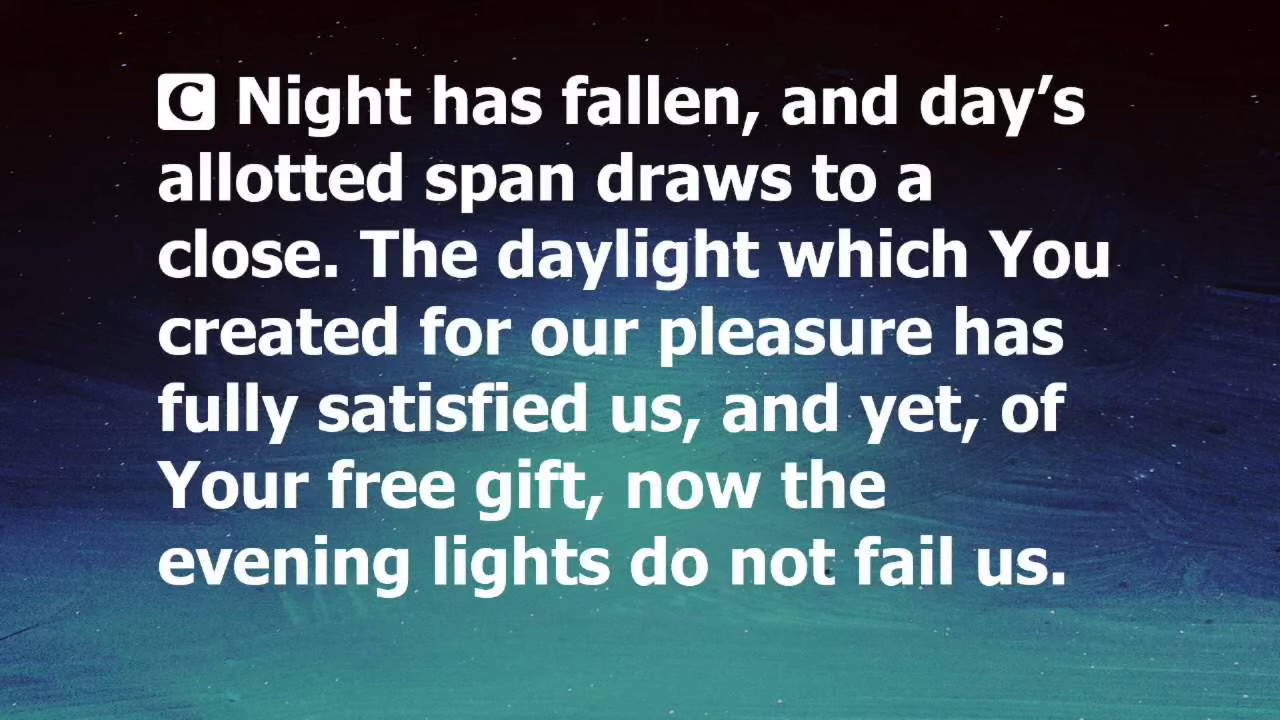 C Night has fallen, and day’s
allotted span draws to a
close. The daylight which You
created for our pleasure has
fully satisfied us, and yet, of
Your free gift, now the
evening lights do not fail us.